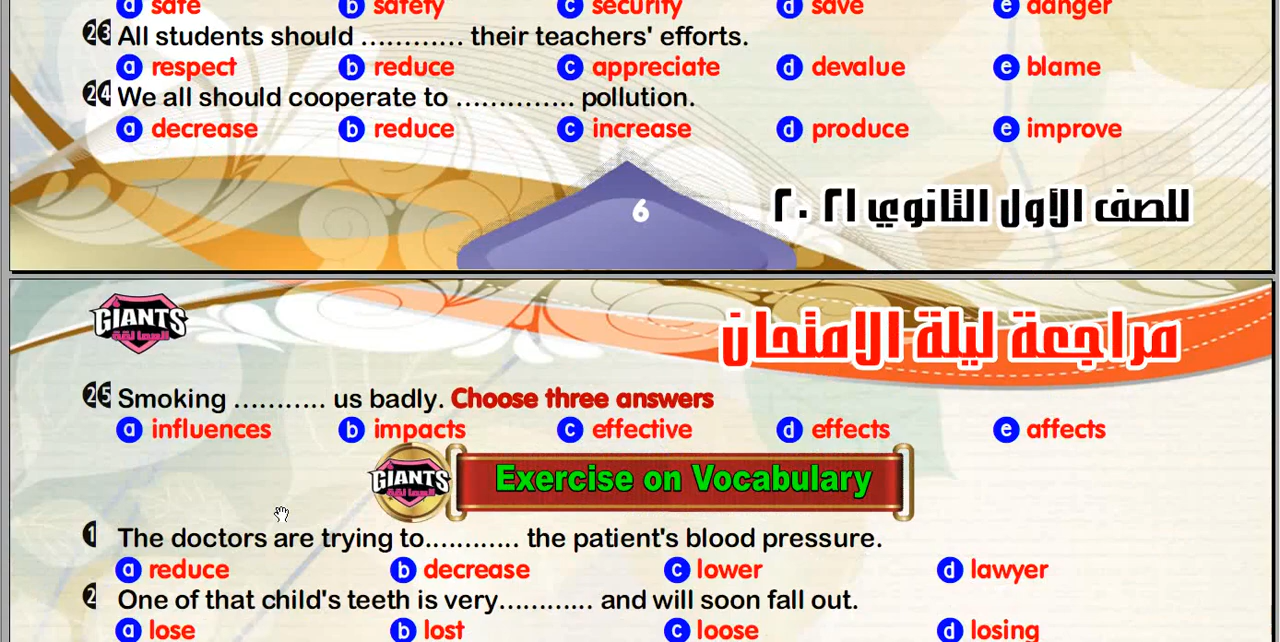 a safe b safety c security d save e danger
23 All students should ............ their teachers' efforts.
a respect b reduce c appreciate d devalue e blame
24 We all should cooperate to .............. pollution.
a decrease b reduce c increase d produce e improve
6
للصف الأول الثانوي ٢٠٢١
GIANTS
العمالقة
مراجعة ليلة الامتحان
25 Smoking ........... us badly. Choose three answers
a influences b impacts c effective d effects e affects
GIANTS
العمالقة
Exercise on Vocabulary
1 The doctors are trying to............ the patient's blood pressure.
a reduce b decrease c lower d lawyer
2 One of that child's teeth is very............ and will soon fall out.
a lose b lost c loose d losing